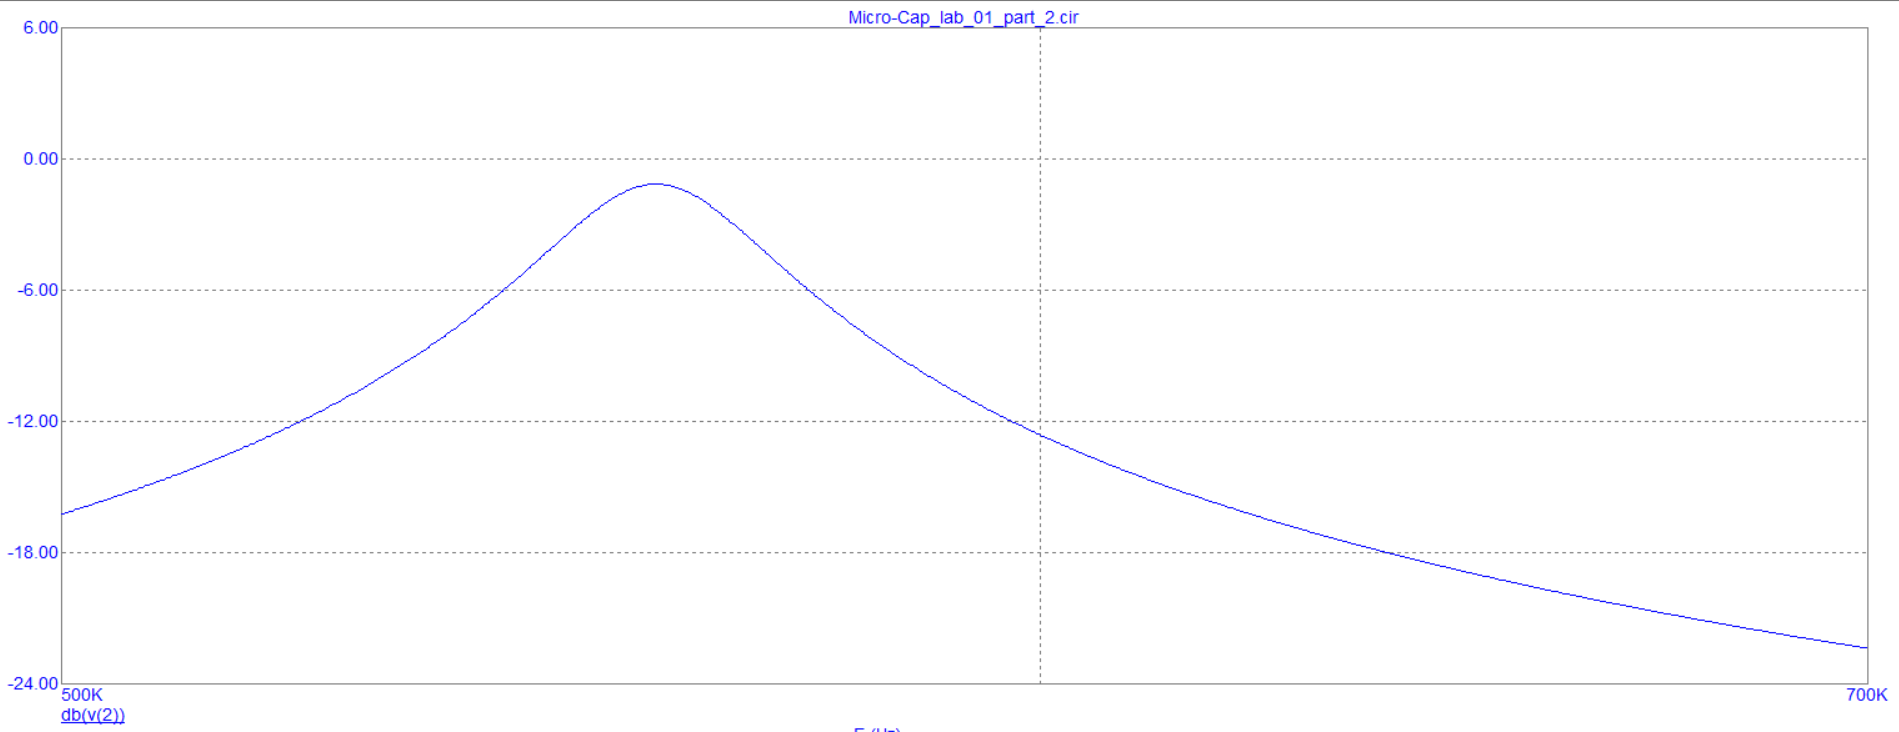 Micro-Cap_lab_01_part_2.cir
6.00
0.00
-6.00
-12.00
-18.00
-24.00
500K 700K
db(v(2))
F (Hz)